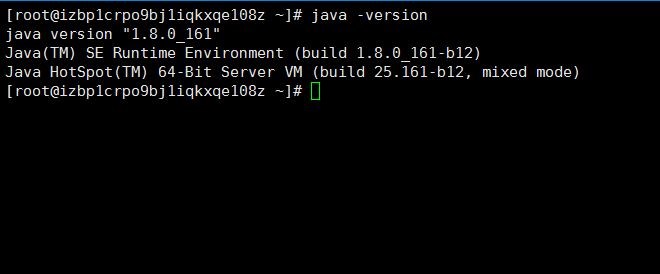 [root@izbp1crpo9bj1iqkxqe108z ~]# java -version
java version "1.8.0_161"
Java(TM) SE Runtime Environment (build 1.8.0_161-b12)
Java HotSpot(TM) 64-Bit Server VM (build 25.161-b12, mixed mode)
[root@izbp1crpo9bj1iqkxqe108z ~]#